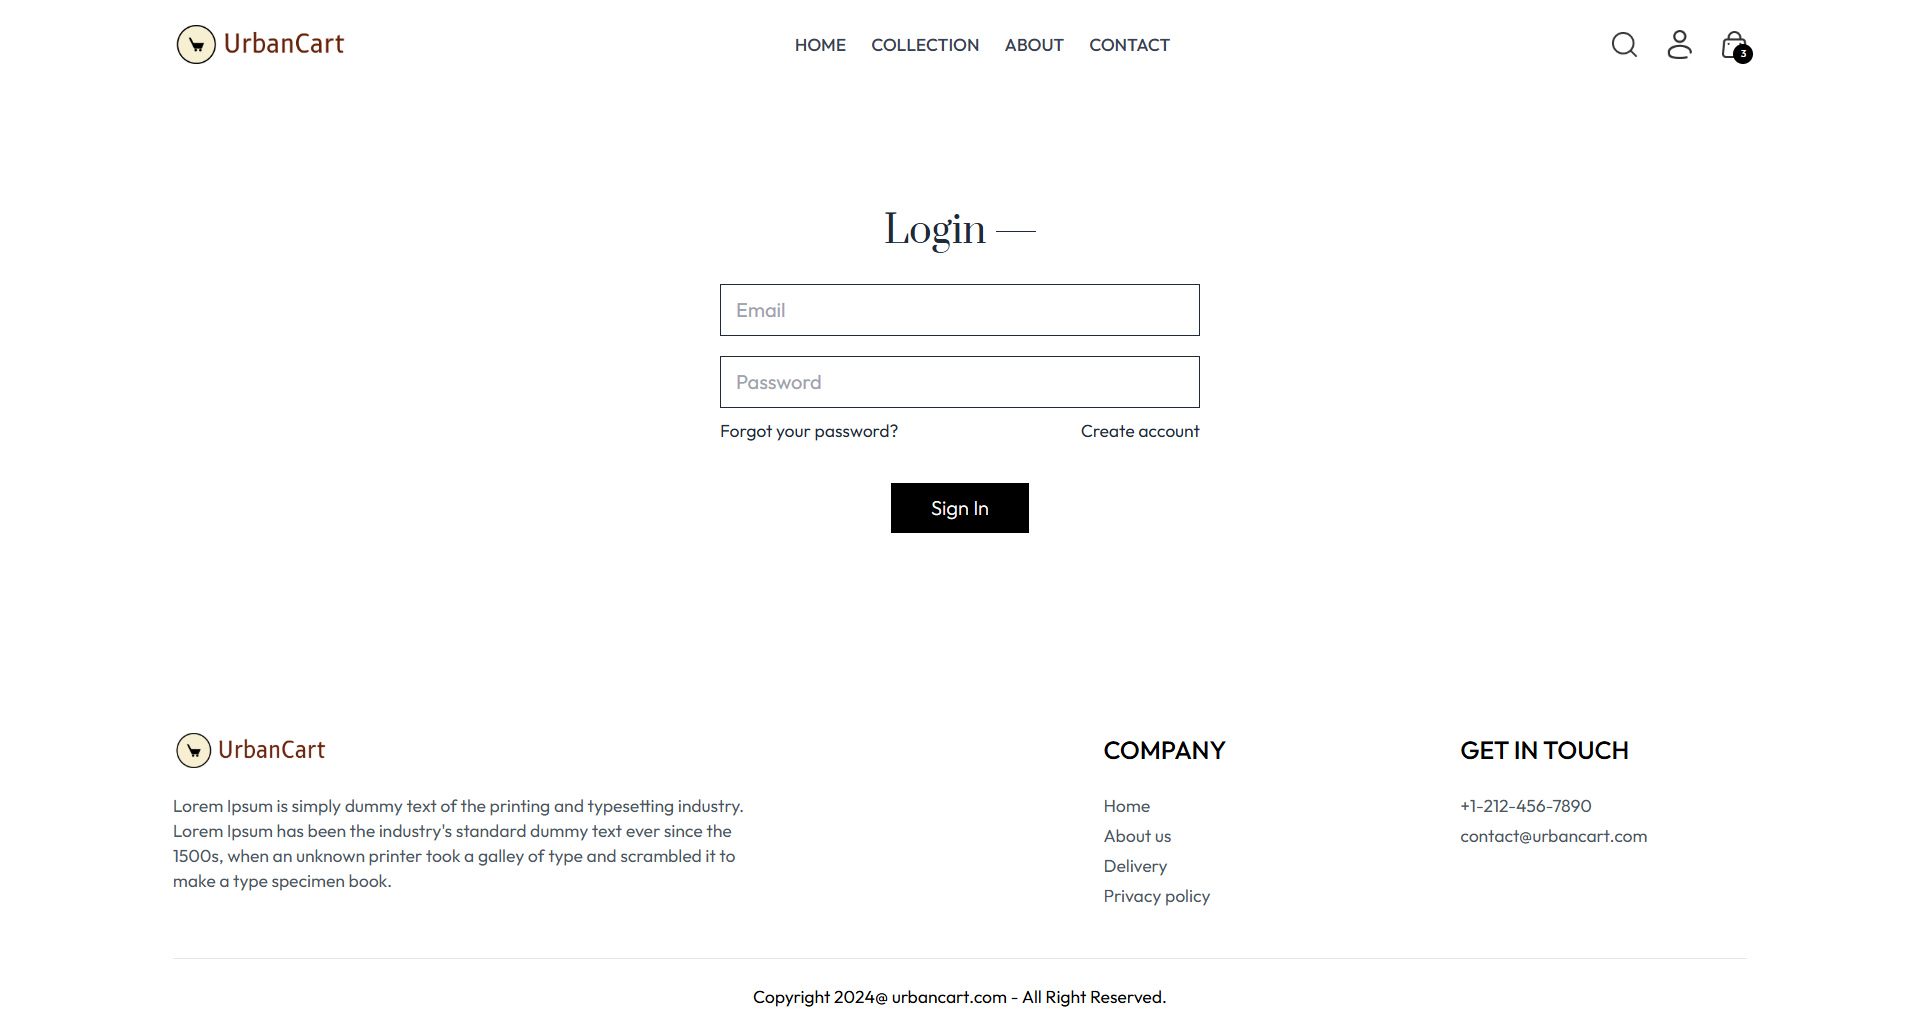 UrbanCart
HOME COLLECTION ABOUT CONTACT
3
Login
Email
Password
Forgot your password? Create account
Sign In
UrbanCart
Lorem Ipsum is simply dummy text of the printing and typesetting industry.
Lorem Ipsum has been the industry's standard dummy text ever since the
1500s, when an unknown printer took a galley of type and scrambled it to
make a type specimen book.
COMPANY
Home
About us
Delivery
Privacy policy
GET IN TOUCH
+1-212-456-7890
contact@urbancart.com
Copyright 2024@ urbancart.com - All Right Reserved.